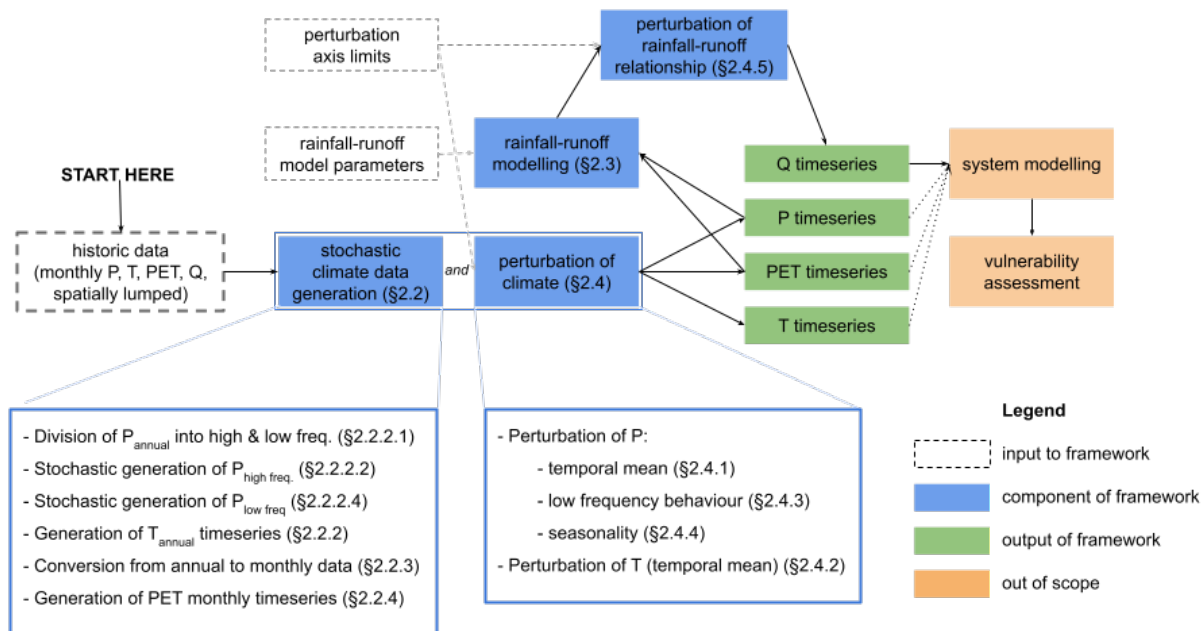 perturbation
axis limits
perturbation of
rainfall-runoff
relationship (§2.4.5)
rainfall-runoff
model parameters
rainfall-runoff
modelling (§2.3)
Q timeseries
system modelling
START HERE
P timeseries
historic data
(monthly P, T, PET, Q,
spatially lumped)
stochastic
climate data
generation (§2.2)
and
perturbation of
climate (§2.4)
PET timeseries
vulnerability
assessment
T timeseries
- Division of Pannual into high & low freq. (§2.2.2.1)
- Stochastic generation of Phigh freq. (§2.2.2.2)
- Stochastic generation of Plow freq (§2.2.2.4)
- Generation of Tannual timeseries (§2.2.2)
- Conversion from annual to monthly data (§2.2.3)
- Generation of PET monthly timeseries (§2.2.4)
- Perturbation of P:
- temporal mean (§2.4.1)
- low frequency behaviour (§2.4.3)
- seasonality (§2.4.4)
- Perturbation of T (temporal mean) (§2.4.2)
Legend
input to framework
component of framework
output of framework
out of scope